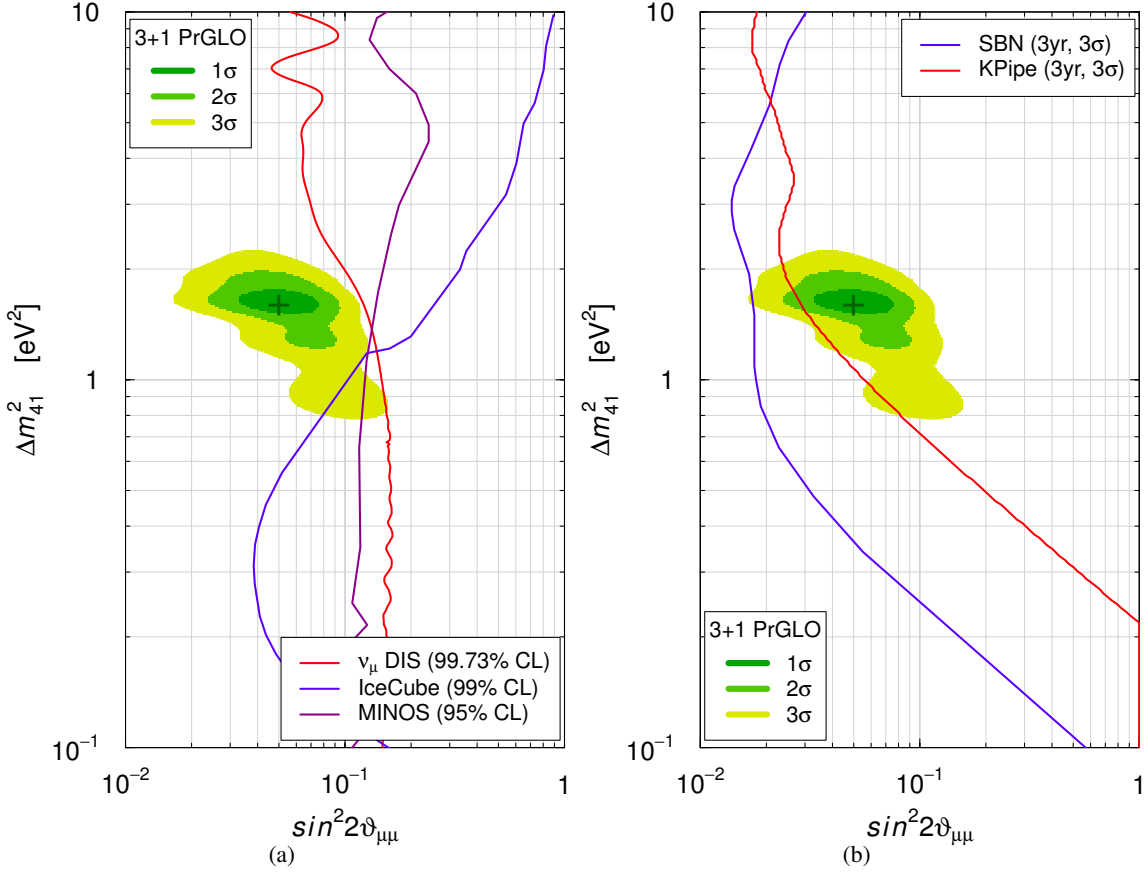 10
1
10⁻¹
Δm²₄₁ [eV²]
3+1 PrGLO
1σ
2σ
3σ
νμ DIS (99.73% CL)
IceCube (99% CL)
MINOS (95% CL)
10⁻² 10⁻¹ 1
sin²2ϑμμ
(a)
10
1
10⁻¹
Δm²₄₁ [eV²]
SBN (3yr, 3σ)
KPipe (3yr, 3σ)
3+1 PrGLO
1σ
2σ
3σ
10⁻² 10⁻¹ 1
sin²2ϑμμ
(b)